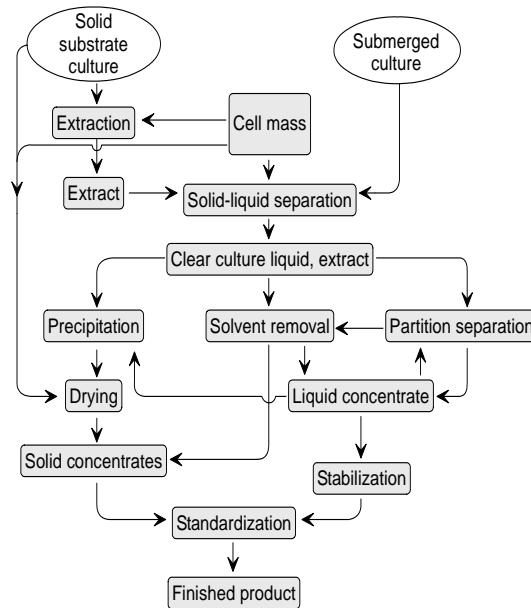 Solid
substrate
culture
Submerged
culture
Extraction
Cell mass
Extract
Solid-liquid separation
Clear culture liquid, extract
Precipitation
Solvent removal
Partition separation
Drying
Liquid concentrate
Solid concentrates
Stabilization
Standardization
Finished product